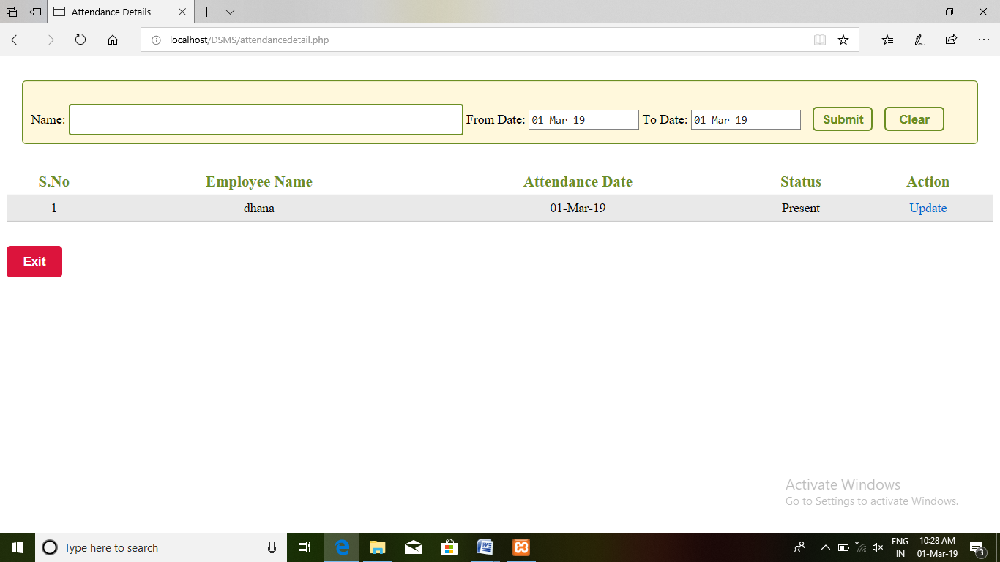 Attendance Details
localhost/DSMS/attendancedetail.php
Name: From Date: 01-Mar-19 To Date: 01-Mar-19 Submit Clear
S.No Employee Name Attendance Date Status Action
1 dhana 01-Mar-19 Present Update
Exit
Activate Windows
Go to Settings to activate Windows.
Type here to search
ENG 10:28 AM
IN 01-Mar-19 3